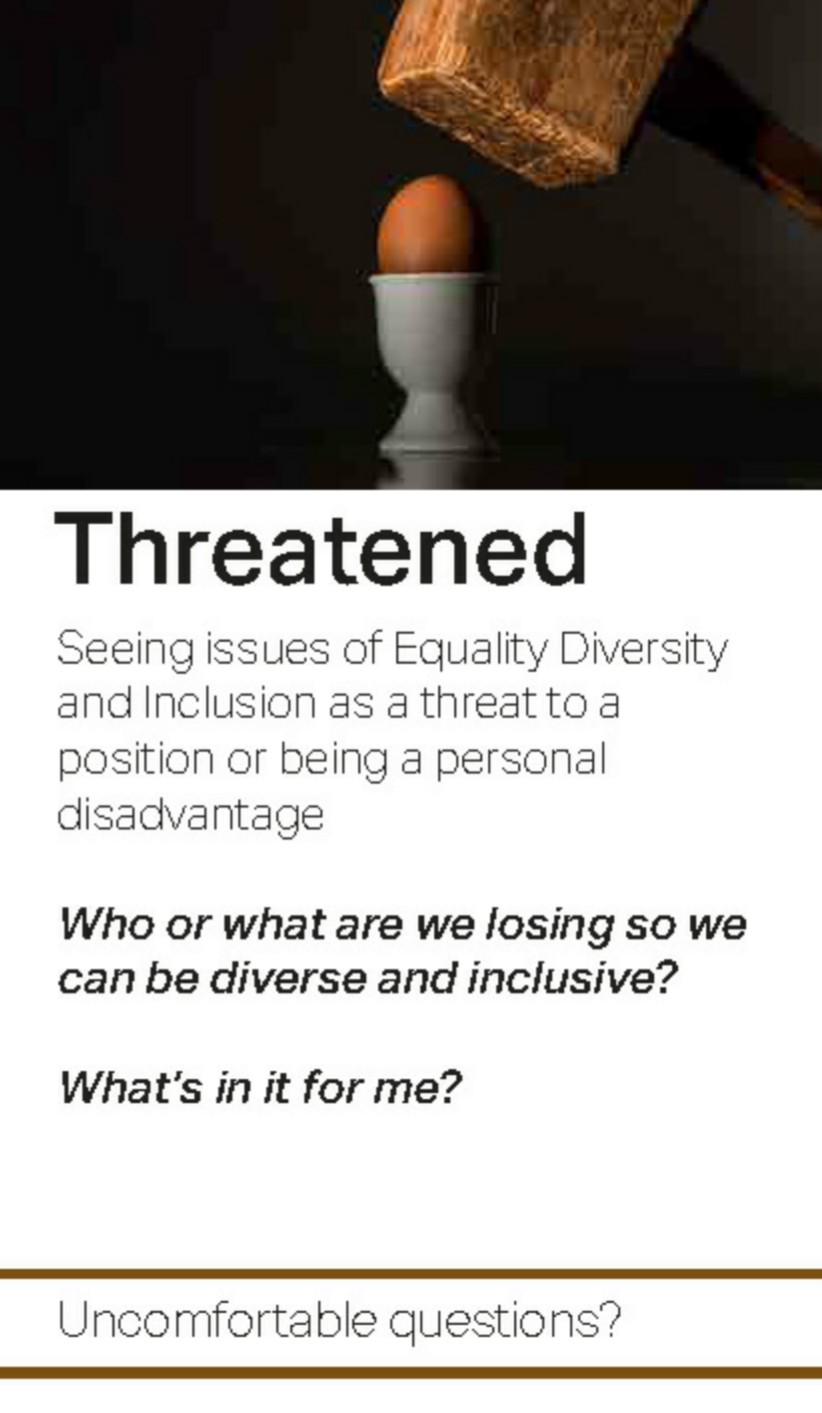 Threatened
Seeing issues of Equality Diversity
and Inclusion as a threat to a
position or being a personal
disadvantage
Who or what are we losing so we
can be diverse and inclusive?
What's in it for me?
Uncomfortable questions?